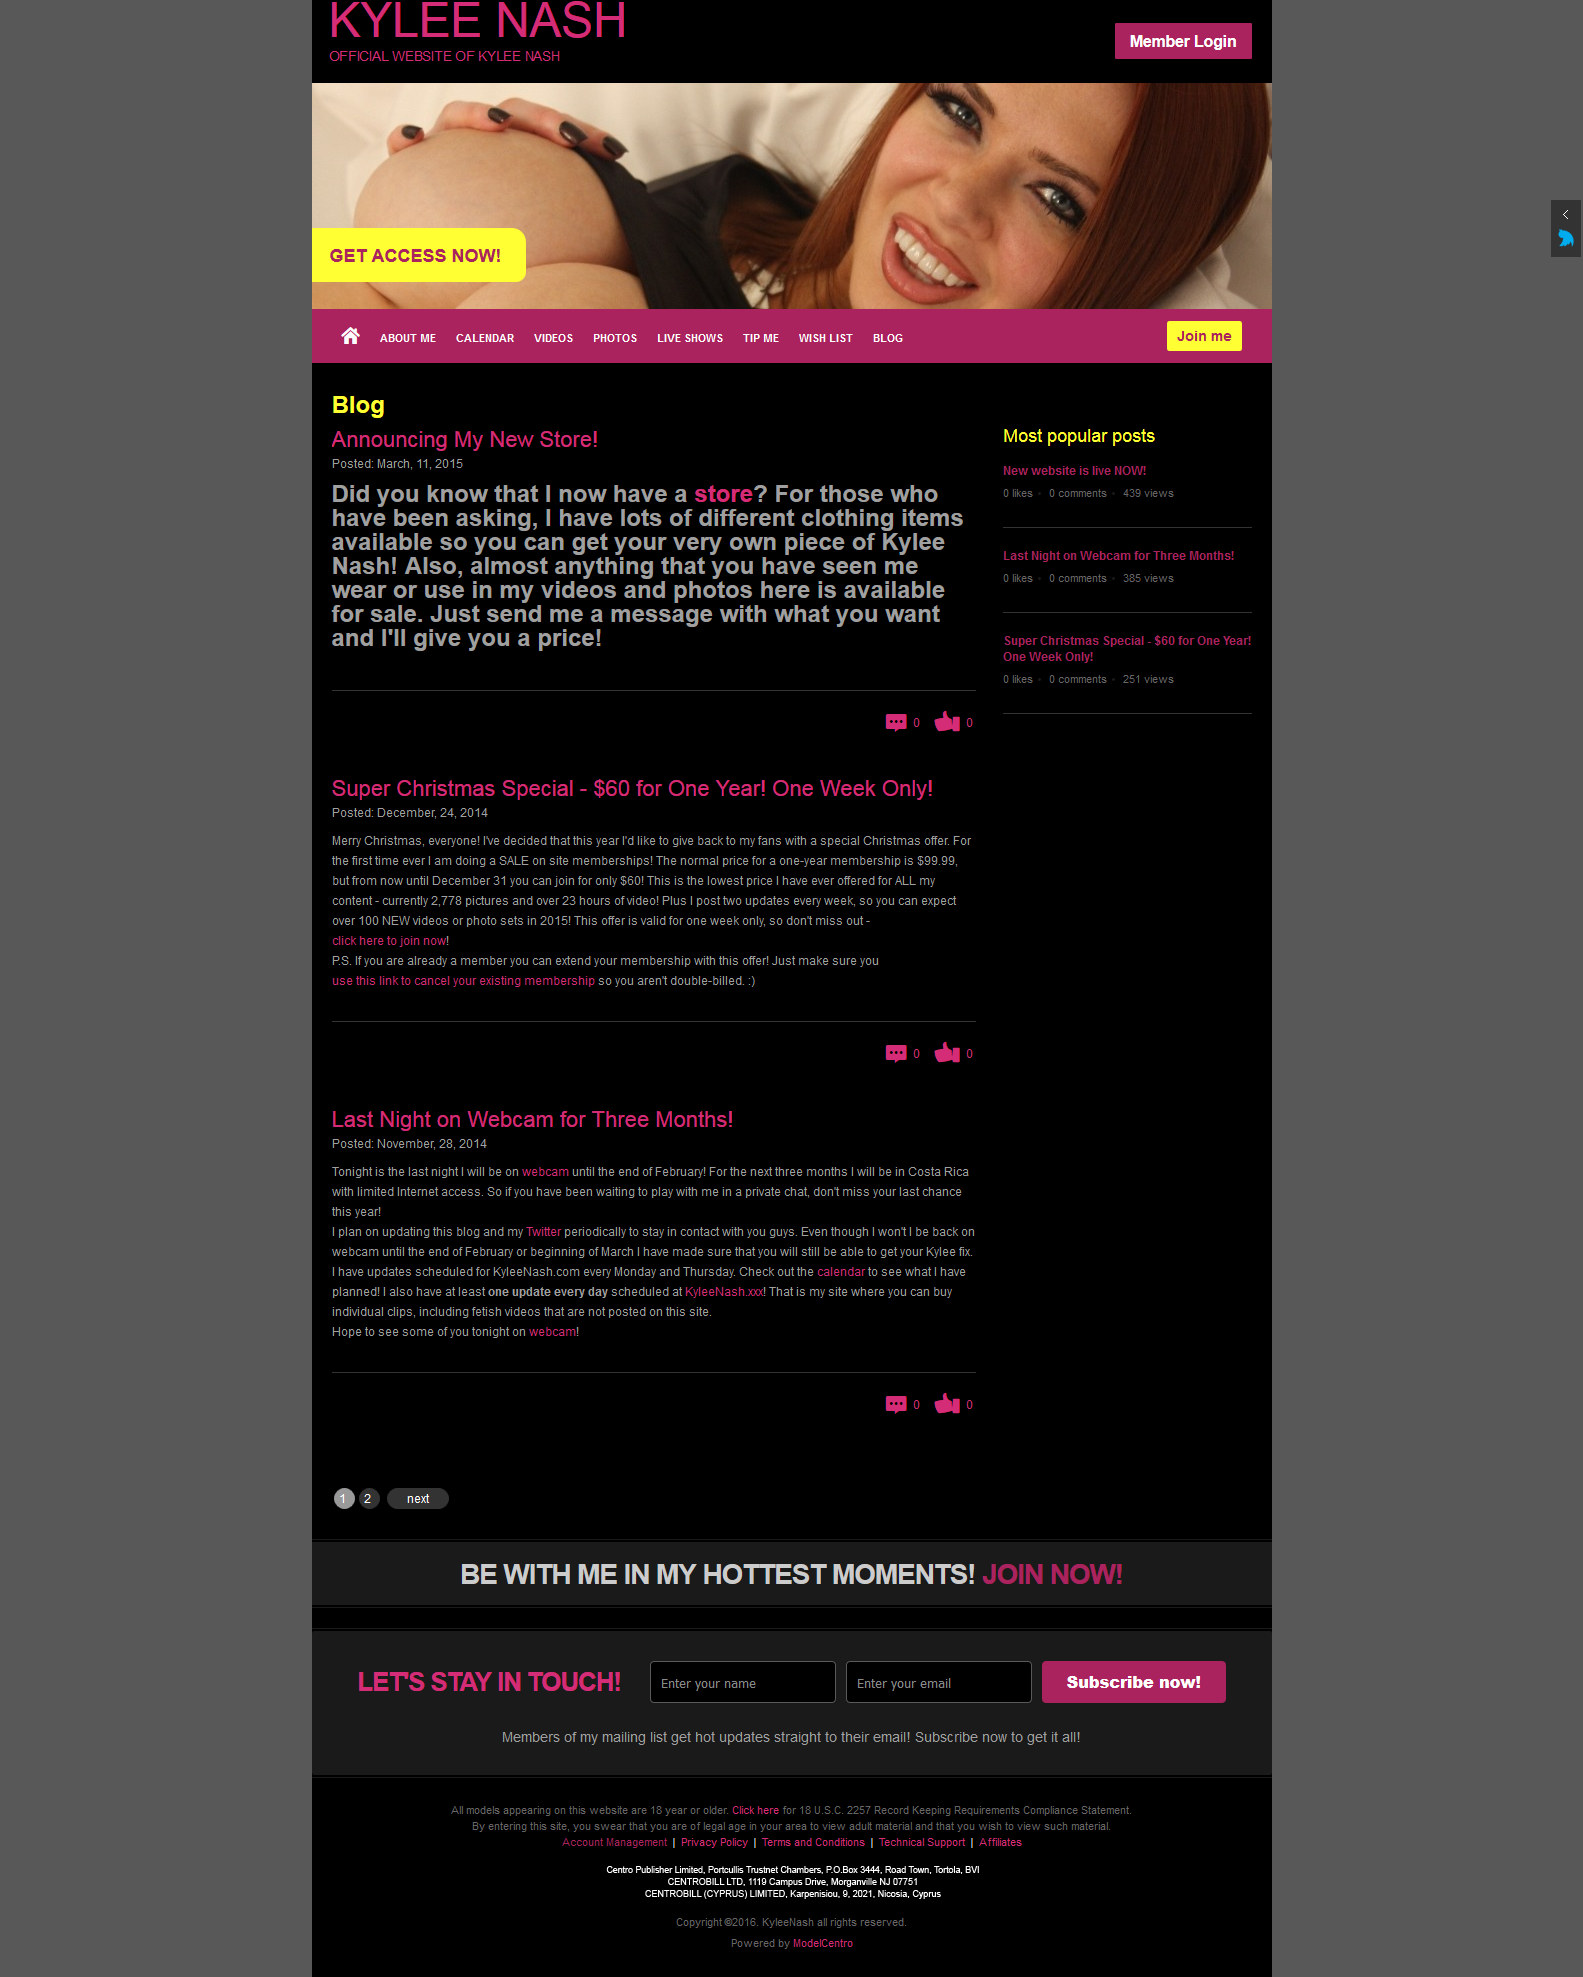 KYLEE NASH
OFFICIAL WEBSITE OF KYLEE NASH
Member Login
GET ACCESS NOW!
ABOUT ME CALENDAR VIDEOS PHOTOS LIVE SHOWS TIP ME WISH LIST BLOG
Join me
Blog
Announcing My New Store!
Posted: March, 11, 2015
Did you know that I now have a store? For those who
have been asking, I have lots of different clothing items
available so you can get your very own piece of Kylee
Nash! Also, almost anything that you have seen me
wear or use in my videos and photos here is available
for sale. Just send me a message with what you want
and I'll give you a price!
0 0
Super Christmas Special - $60 for One Year! One Week Only!
Posted: December, 24, 2014
Merry Christmas, everyone! I've decided that this year I'd like to give back to my fans with a special Christmas offer. For
the first time ever I am doing a SALE on site memberships! The normal price for a one-year membership is $99.99,
but from now until December 31 you can join for only $60! This is the lowest price I have ever offered for ALL my
content - currently 2,778 pictures and over 23 hours of video! Plus I post two updates every week, so you can expect
over 100 NEW videos or photo sets in 2015! This offer is valid for one week only, so don't miss out -
click here to join now!
P.S. If you are already a member you can extend your membership with this offer! Just make sure you
use this link to cancel your existing membership so you aren't double-billed. :)
0 0
Last Night on Webcam for Three Months!
Posted: November, 28, 2014
Tonight is the last night I will be on webcam until the end of February! For the next three months I will be in Costa Rica
with limited Internet access. So if you have been waiting to play with me in a private chat, don't miss your last chance
this year!
I plan on updating this blog and my Twitter periodically to stay in contact with you guys. Even though I won't I be back on
webcam until the end of February or beginning of March I have made sure that you will still be able to get your Kylee fix.
I have updates scheduled for KyleeNash.com every Monday and Thursday. Check out the calendar to see what I have
planned! I also have at least one update every day scheduled at KyleeNash.xxx! That is my site where you can buy
individual clips, including fetish videos that are not posted on this site.
Hope to see some of you tonight on webcam!
0 0
1 2 next
Most popular posts
New website is live NOW!
0 likes • 0 comments • 439 views
Last Night on Webcam for Three Months!
0 likes • 0 comments • 385 views
Super Christmas Special - $60 for One Year!
One Week Only!
0 likes • 0 comments • 251 views
BE WITH ME IN MY HOTTEST MOMENTS! JOIN NOW!
LET'S STAY IN TOUCH!
Enter your name
Enter your email
Subscribe now!
Members of my mailing list get hot updates straight to their email! Subscribe now to get it all!
All models appearing on this website are 18 year or older. Click here for 18 U.S.C. 2257 Record Keeping Requirements Compliance Statement.
By entering this site, you swear that you are of legal age in your area to view adult material and that you wish to view such material.
Account Management | Privacy Policy | Terms and Conditions | Technical Support | Affiliates
Centro Publisher Limited, Portcullis Trustnet Chambers, P.O.Box 3444, Road Town, Tortola, BVI
CENTROBILL LTD, 1119 Campus Drive, Morganville NJ 07751
CENTROBILL (CYPRUS) LIMITED, Karpenisiou, 9, 2021, Nicosia, Cyprus
Copyright ©2016. KyleeNash all rights reserved.
Powered by ModelCentro